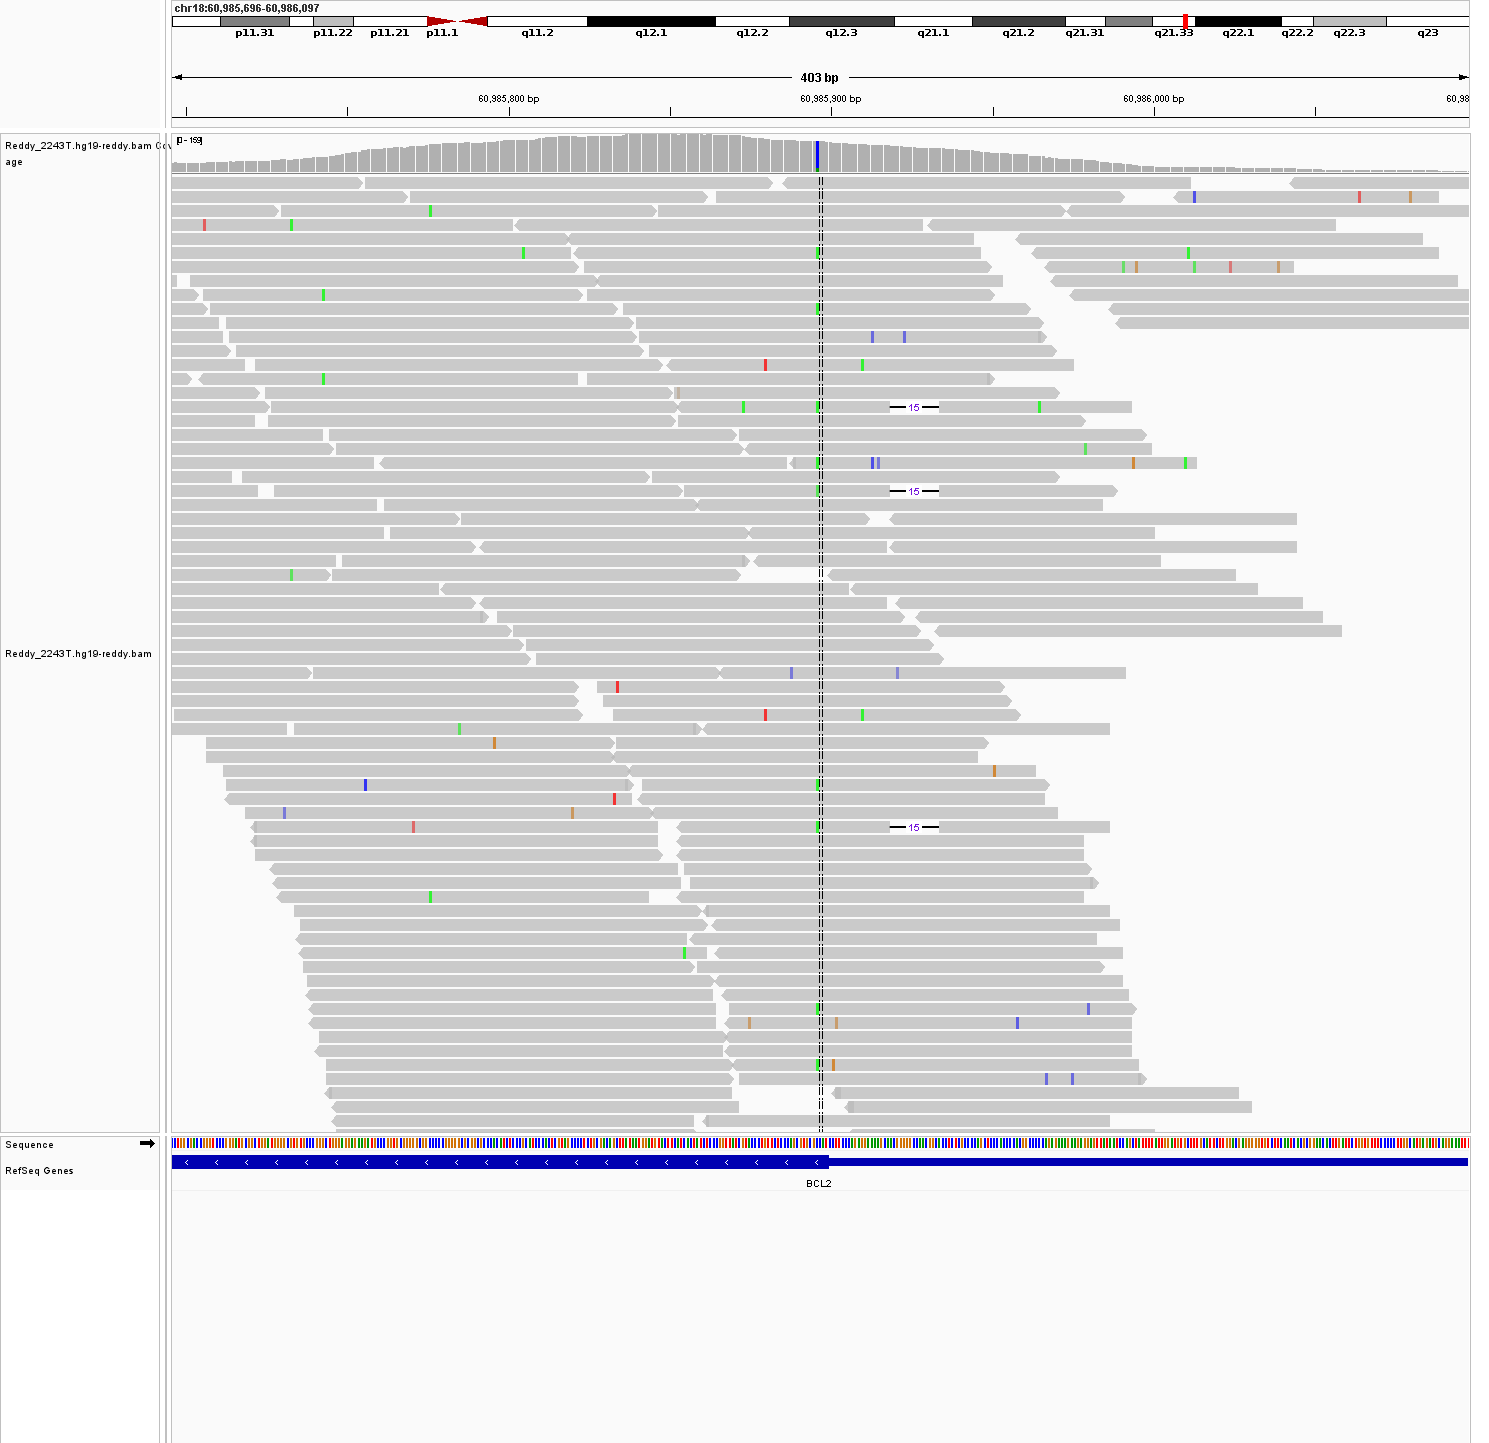 chr18:60,985,696-60,986,097
p11.31 p11.22 p11.21 p11.1 q11.2 q12.1 q12.2 q12.3 q21.1 q21.2 q21.31 q21.33 q22.1 q22.2 q22.3 q23
403 bp
60,985,800 bp 60,985,900 bp 60,986,000 bp 60,98
Reddy_2243T.hg19-reddy.bam Cov
age
[0 - 159]
15
15
Reddy_2243T.hg19-reddy.bam
15
Sequence
RefSeq Genes
BCL2